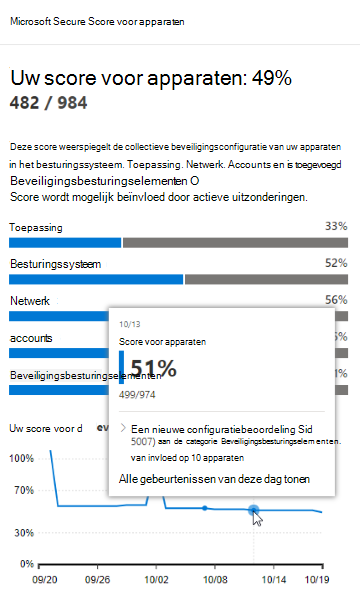 Microsoft Secure Score voor apparaten
Uw score voor apparaten: 49%
482 / 984
Deze score weerspiegelt de collectieve beveiligingsconfiguratie van uw apparaten
in het besturingssysteem. Toepassing. Netwerk. Accounts en is toegevoegd
Beveiligingsbesturingselementen O
Score wordt mogelijk beïnvloed door actieve uitzonderingen.
Toepassing 33%
Besturingssysteem 52%
Netwerk 56%
10/13
accounts
Score voor apparaten
51%
Beveiligingsbesturingselementen
499/974
Een nieuwe configuratiebeoordeling Sid
Uw score voor d
5007) aan de categorie Beveiligingsbesturingselementen.
van invloed op 10 apparaten
Alle gebeurtenissen van deze dag tonen
100%
70%
30%
0%
09/20 09/26 10/02 10/08 10/14 10/19